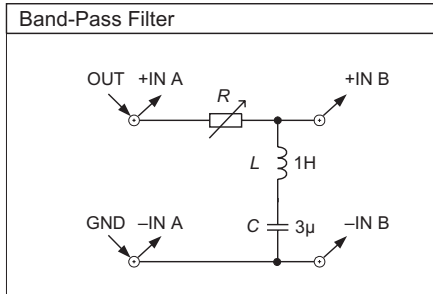 Band-Pass Filter
OUT +IN A
R
+IN B
L 1H
GND –IN A
C 3µ
–IN B